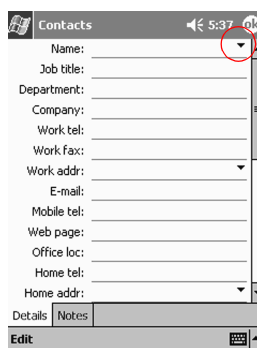 Contacts 5:37 ok
Name:
Job title:
Department:
Company:
Work tel:
Work fax:
Work addr:
E-mail:
Mobile tel:
Web page:
Office loc:
Home tel:
Home addr:
Details Notes
Edit